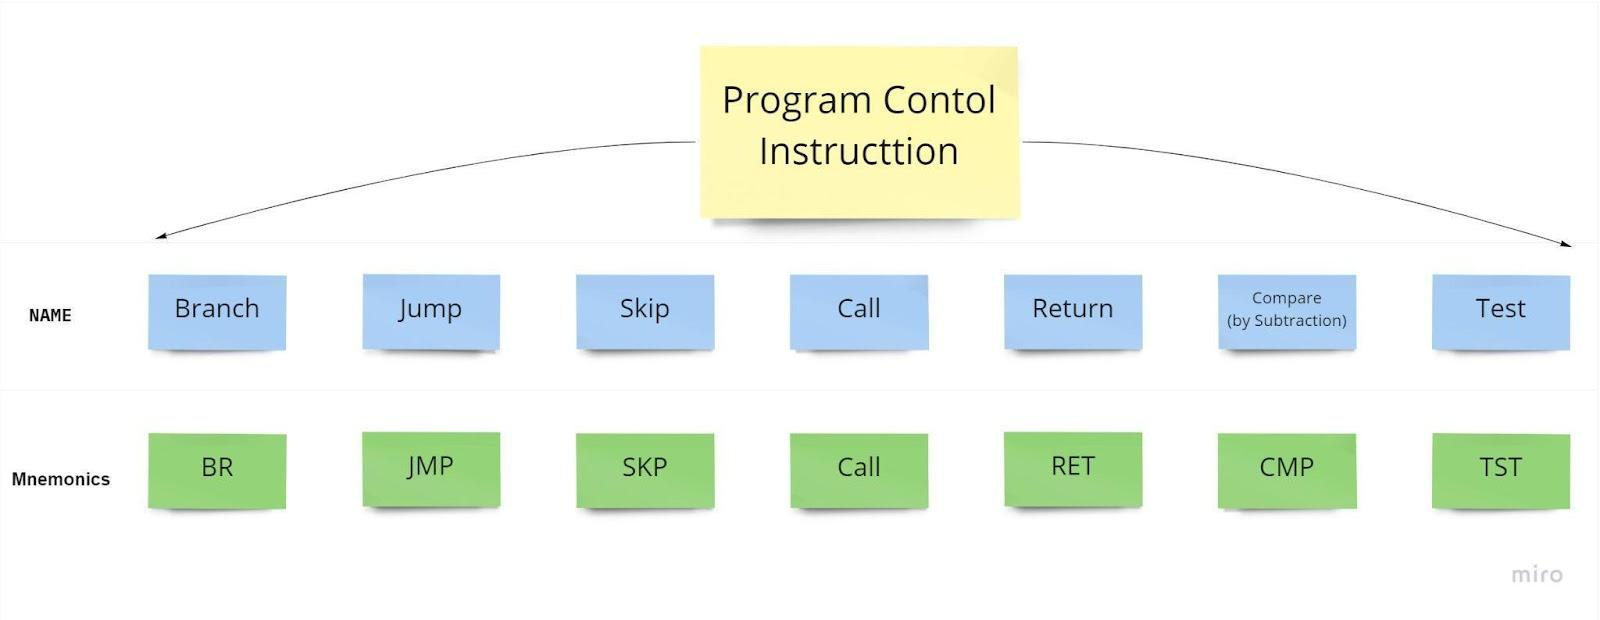 Program Contol
Instructtion
NAME
Branch
Jump
Skip
Call
Return
Compare
(by Subtraction)
Test
Mnemonics
BR
JMP
SKP
Call
RET
CMP
TST
miro